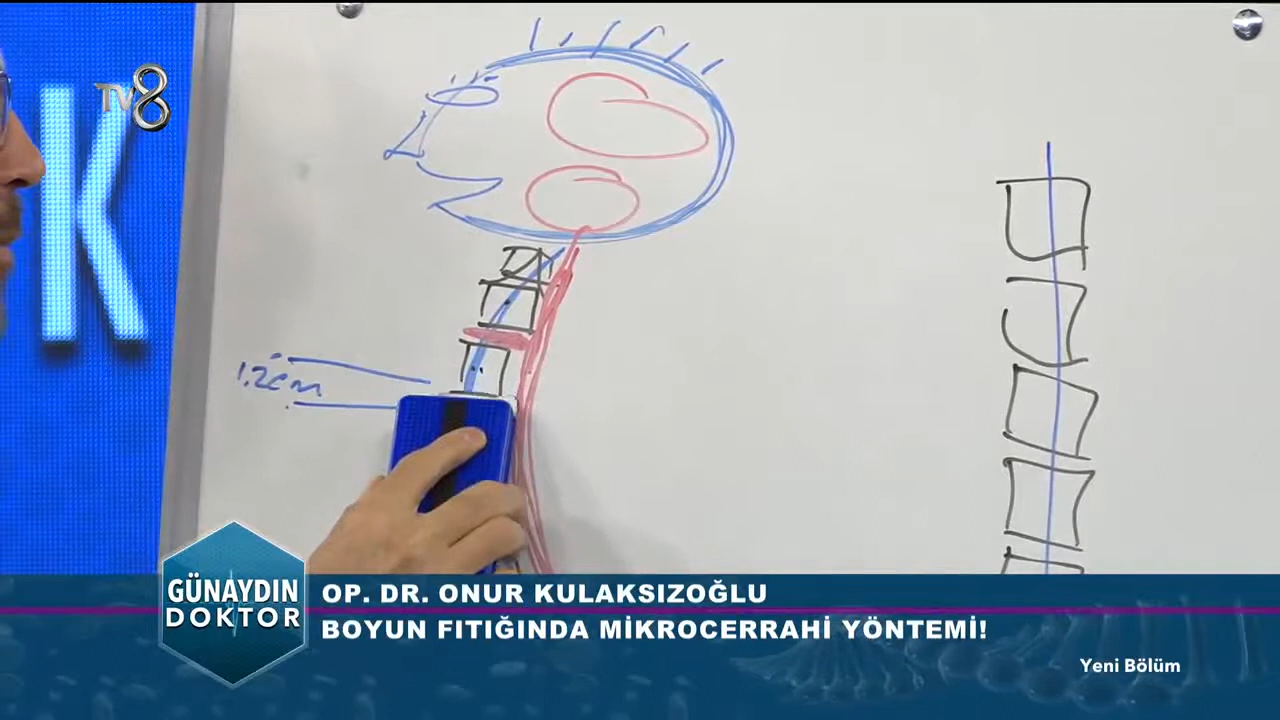 K
TV8
1.2cm
GÜNAYDIN
DOKTOR
OP. DR. ONUR KULAKSIZOĞLU
BOYUN FITIĞINDA MİKROCERRAHİ YÖNTEMİ!
Yeni Bölüm